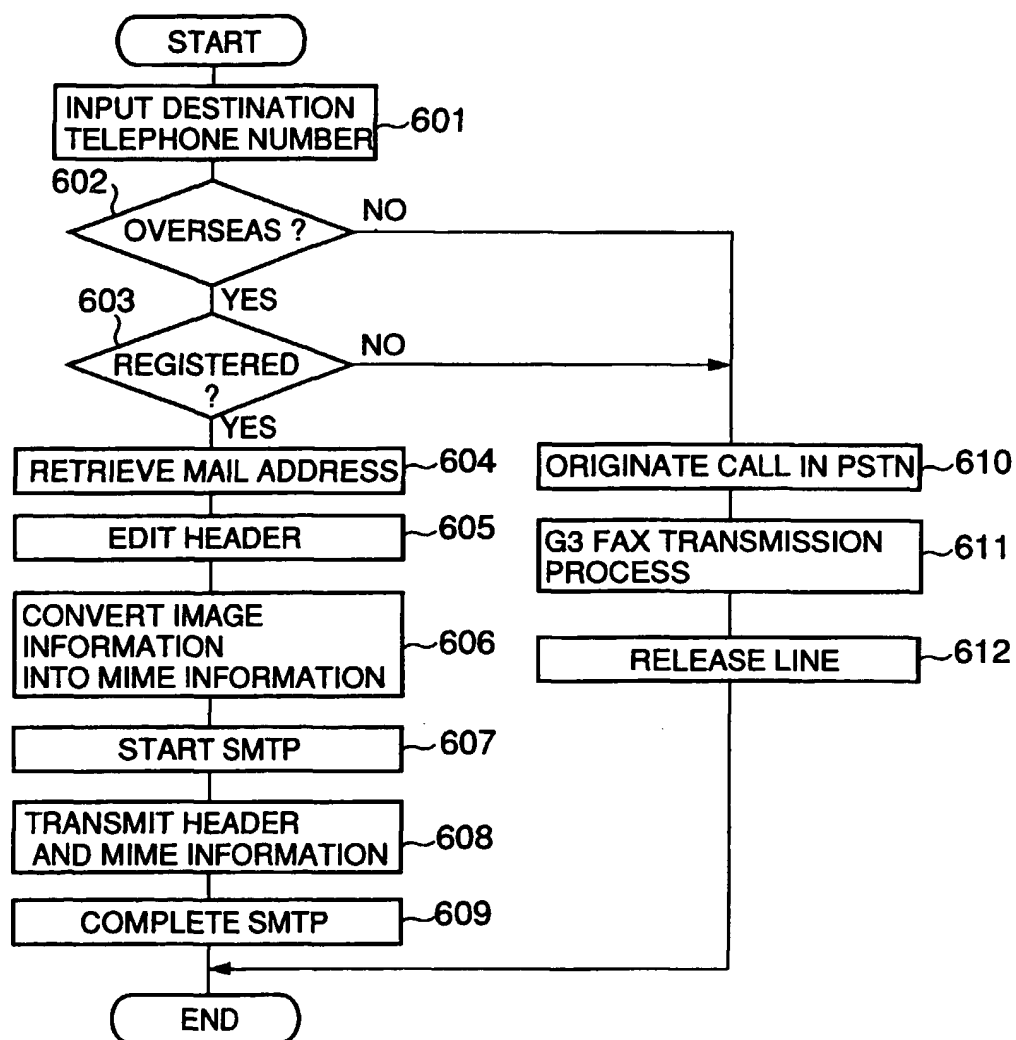 START
INPUT DESTINATION
TELEPHONE NUMBER
601
602
OVERSEAS ?
NO
YES
603
REGISTERED
?
NO
YES
RETRIEVE MAIL ADDRESS
604
EDIT HEADER
605
CONVERT IMAGE
INFORMATION
INTO MIME INFORMATION
606
START SMTP
607
TRANSMIT HEADER
AND MIME INFORMATION
608
COMPLETE SMTP
609
ORIGINATE CALL IN PSTN
610
G3 FAX TRANSMISSION
PROCESS
611
RELEASE LINE
612
END